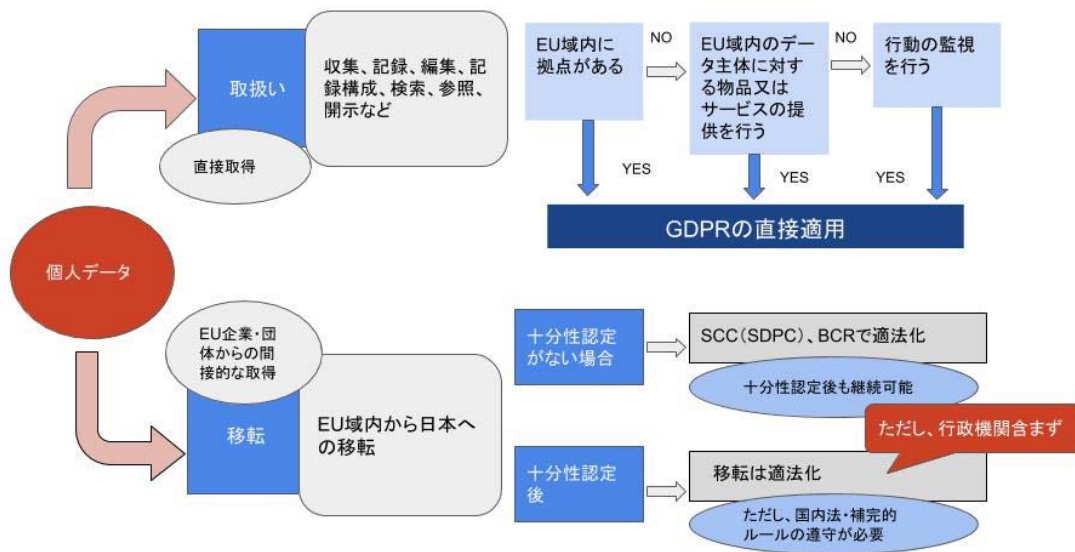 取扱い
収集、記録、編集、記
録構成、検索、参照、
開示など
直接取得
EU域内に
拠点がある
NO
EU域内のデー
タ主体に対す
る物品又は
サービスの提
供を行う
NO
行動の監視
を行う
YES
YES
YES
GDPRの直接適用
個人データ
EU企業・団
体からの間
接的な取得
移転
EU域内から日本へ
の移転
十分性認定
がない場合
SCC(SDPC)、BCRで適法化
十分性認定後も継続可能
ただし、行政機関含まず
十分性認定
後
移転は適法化
ただし、国内法・補完的
ルールの遵守が必要